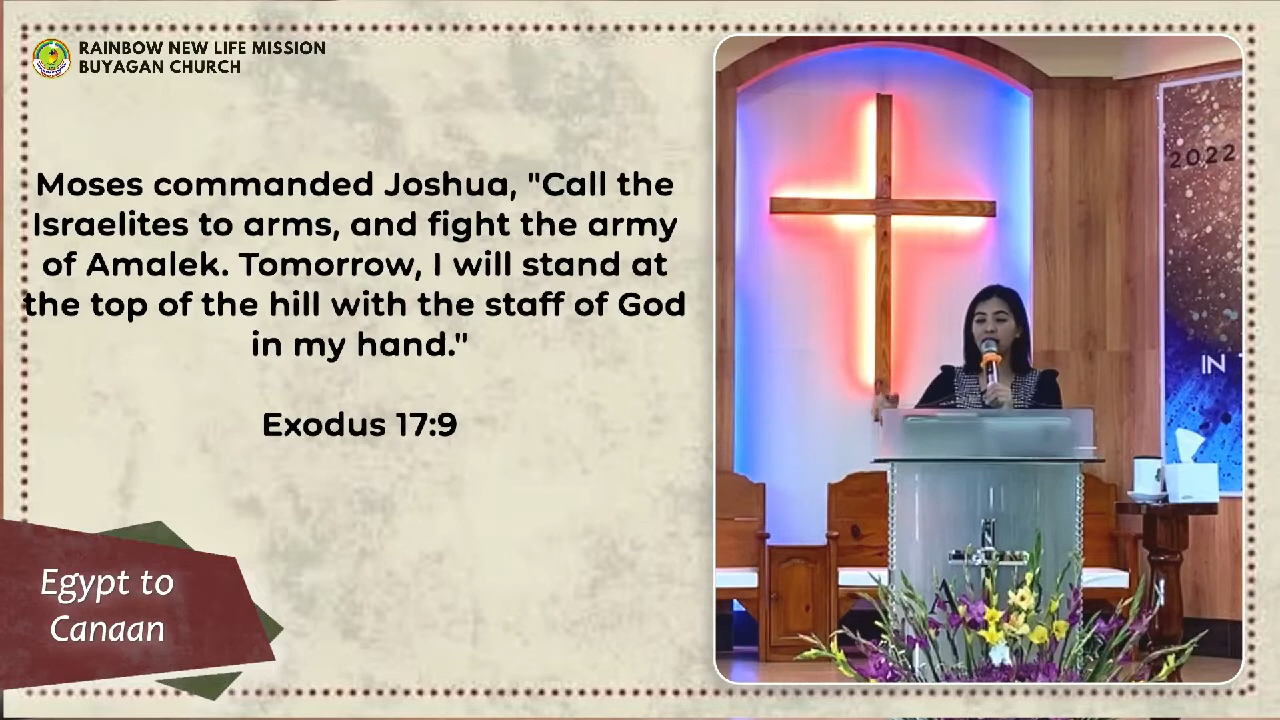 RAINBOW NEW LIFE MISSION
BUYAGAN CHURCH
Moses commanded Joshua, "Call the
Israelites to arms, and fight the army
of Amalek. Tomorrow, I will stand at
the top of the hill with the staff of God
in my hand."
Exodus 17:9
Egypt to
Canaan
2022
IN